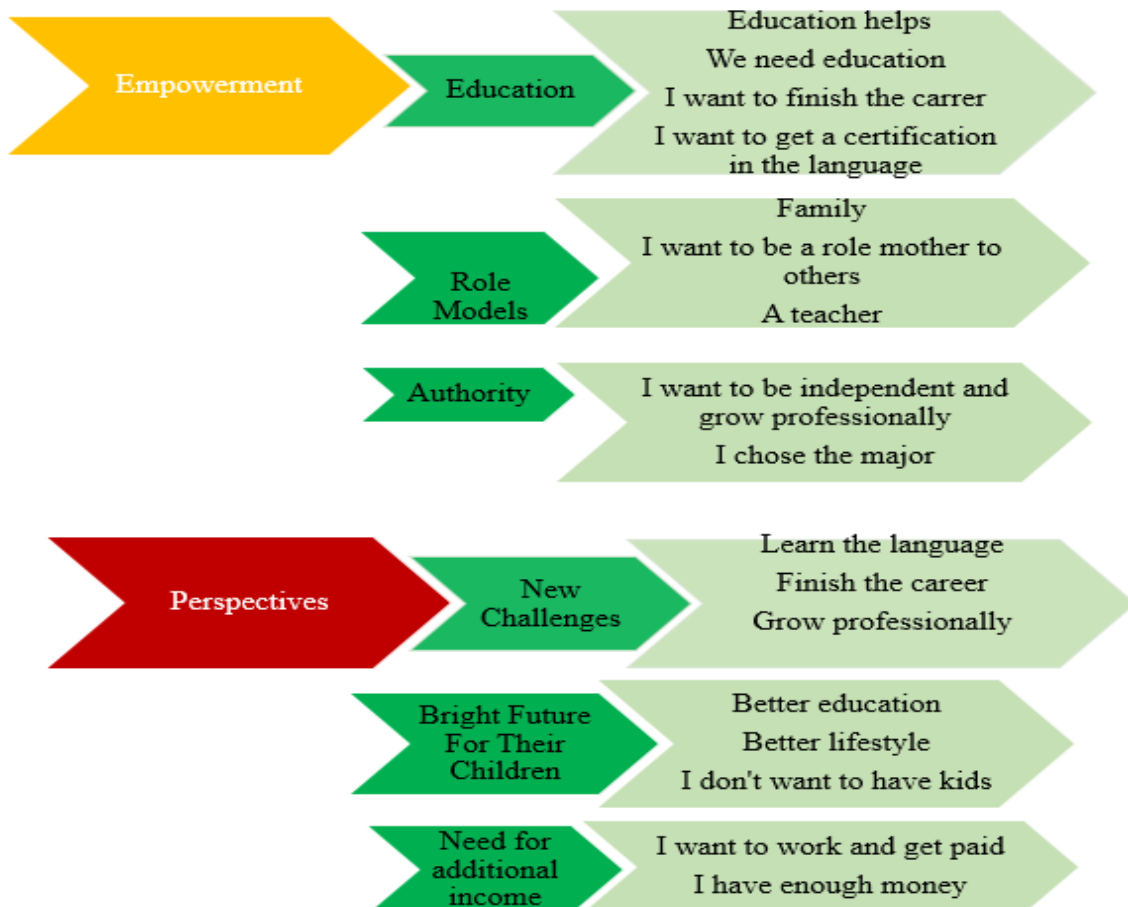 Empowerment
Education
Education helps
We need education
I want to finish the carrer
I want to get a certification
in the language
Role
Models
Family
I want to be a role mother to
others
A teacher
Authority
I want to be independent and
grow professionally
I chose the major
Perspectives
New
Challenges
Learn the language
Finish the career
Grow professionally
Bright Future
For Their
Children
Better education
Better lifestyle
I don't want to have kids
Need for
additional
income
I want to work and get paid
I have enough money